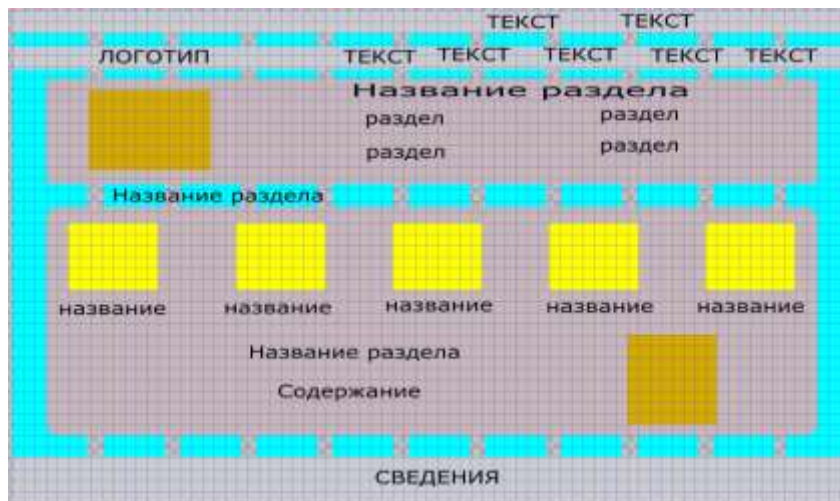 ТЕКСТ ТЕКСТ
ЛОГОТИП ТЕКСТ ТЕКСТ ТЕКСТ ТЕКСТ ТЕКСТ
Название раздела
раздел раздел
раздел раздел
Название раздела
название название название название название
Название раздела
Содержание
СВЕДЕНИЯ